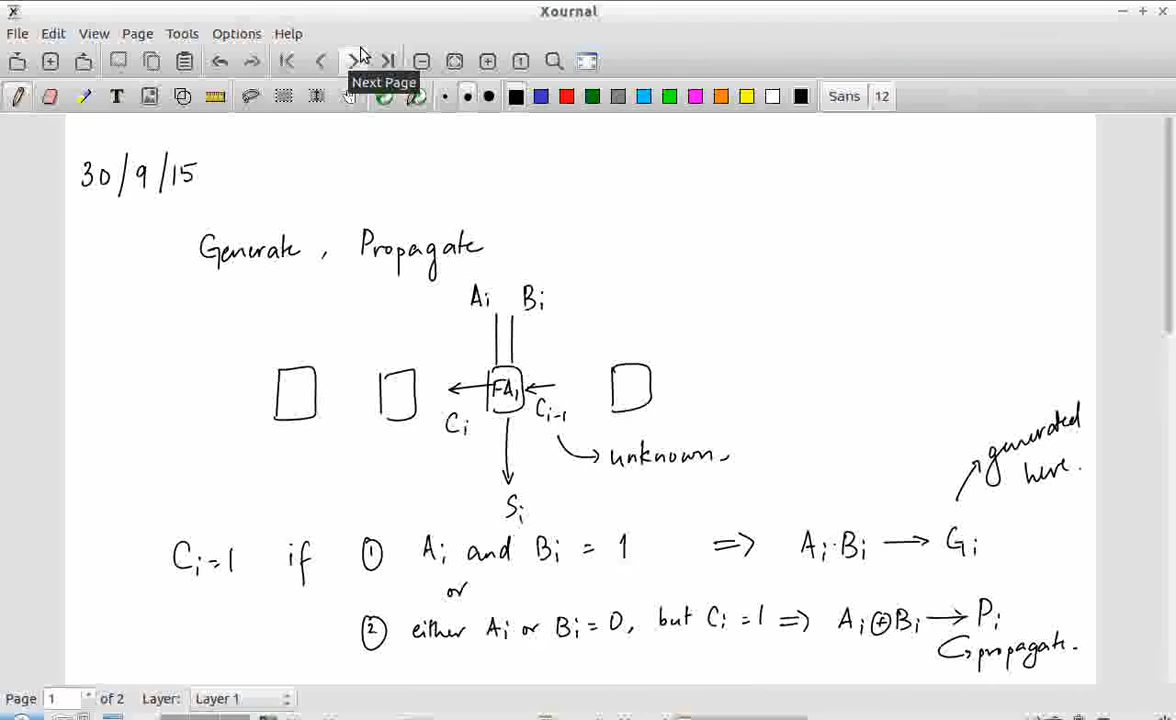 Xournal
File Edit View Page Tools Options Help
Next Page
Sans 12
30/9/15
Generate, Propagate
Ai Bi
FAi
Ci Ci-1
unknown.
Si
generated here.
Ci=1 if ① Ai and Bi = 1 => Ai·Bi → Gi
or
② either Ai or Bi = 0, but Ci = 1 => Ai⊕Bi → Pi
propagate.
Page 1 of 2 Layer: Layer 1